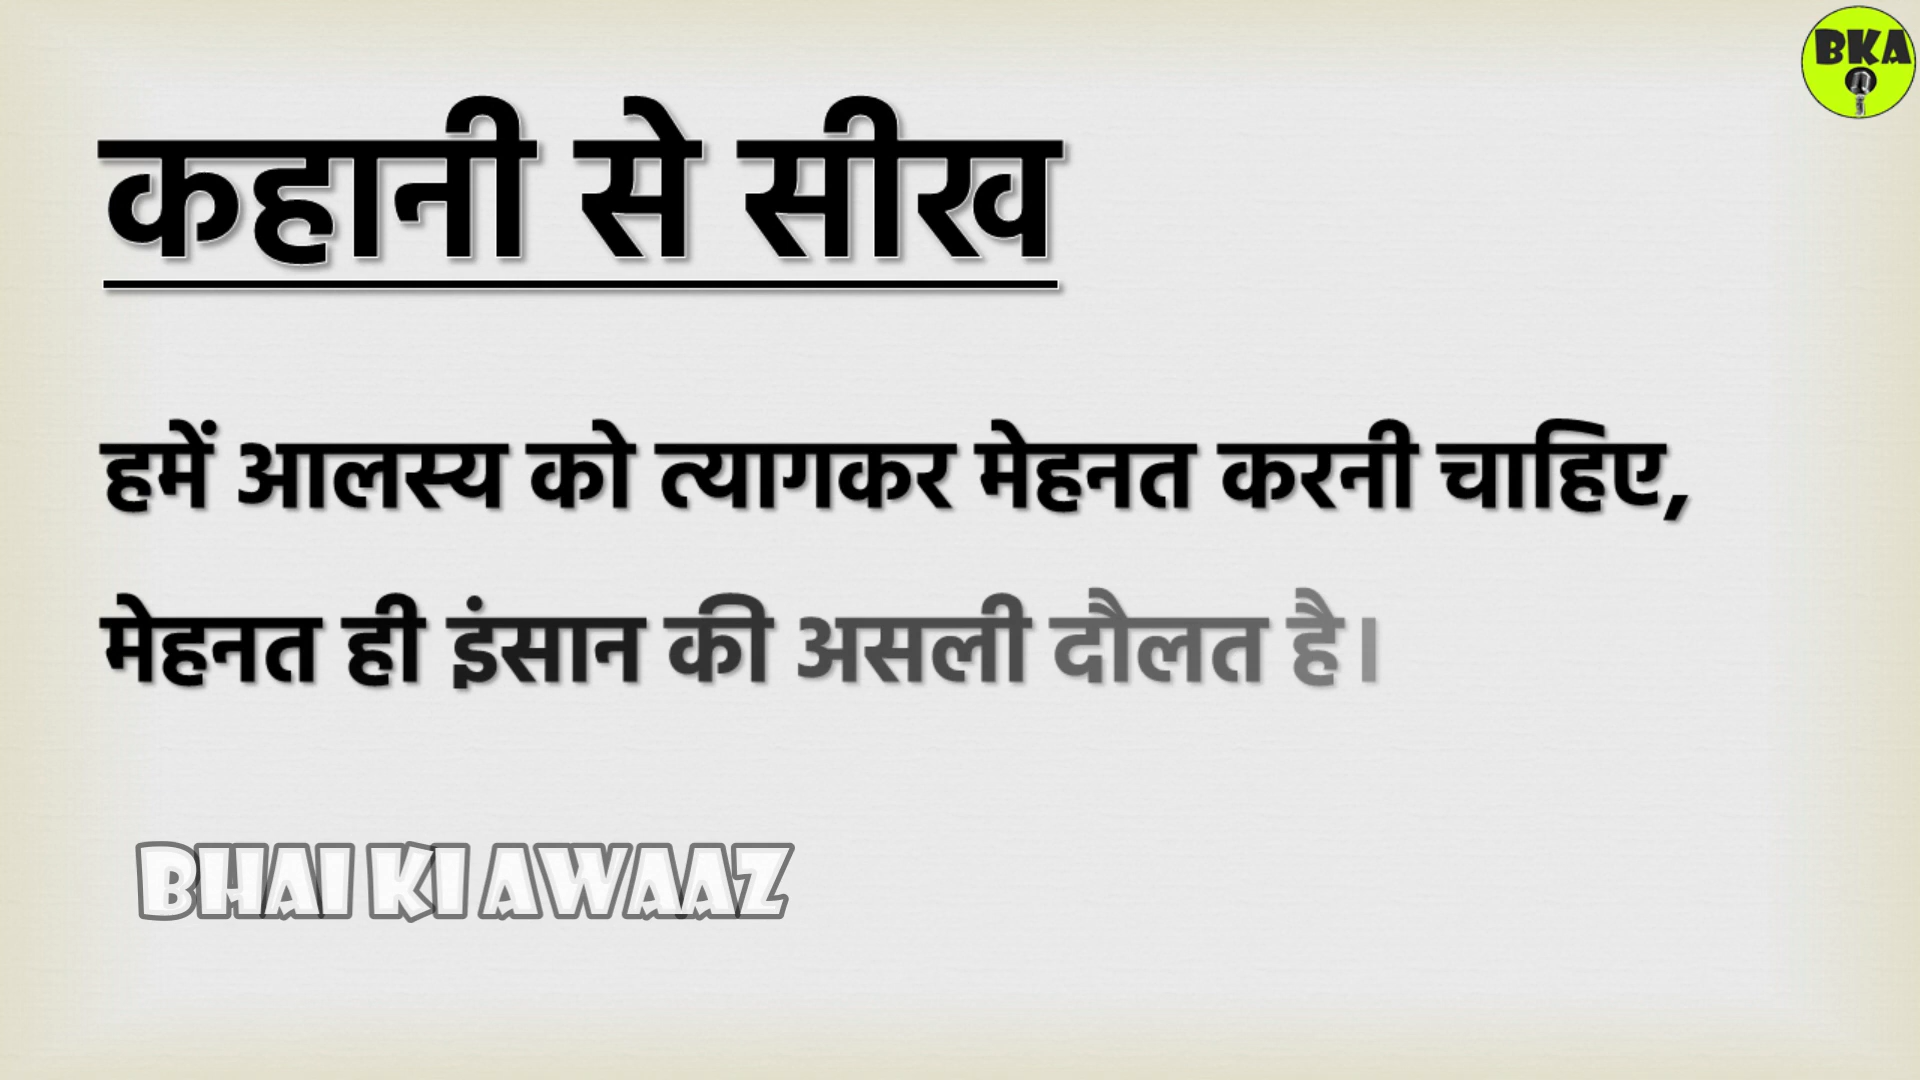 BKA
कहानी से सीख
हमें आलस्य को त्यागकर मेहनत करनी चाहिए,
मेहनत ही इंसान की असली दौलत है।
BHAI KI AWAAZ